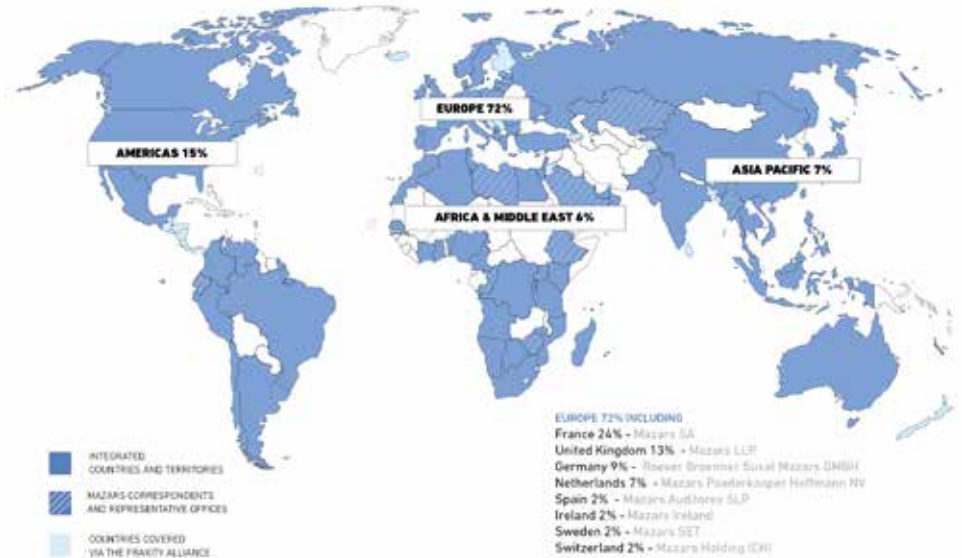 EUROPE 72%
AMERICAS 15%
ASIA PACIFIC 7%
AFRICA & MIDDLE EAST 6%
INTEGRATED
COUNTRIES AND TERRITORIES
MAZARS CORRESPONDENTS
AND REPRESENTATIVE OFFICES
COUNTRIES COVERED
VIA THE PRAXITY ALLIANCE
EUROPE 72% INCLUDING
France 24% - Mazars SA
United Kingdom 13% - Mazars LLP
Germany 9% - Roever Broenner Susat Mazars GMBH
Netherlands 7% - Mazars Paardekooper Hoffmann NV
Spain 2% - Mazars Auditores SLP
Ireland 2% - Mazars Ireland
Sweden 2% - Mazars SET
Switzerland 2% - Mazars Holding (CH)